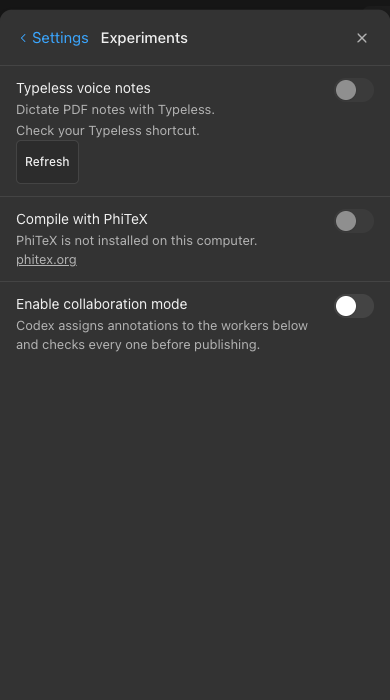 Settings Experiments
Typeless voice notes
Dictate PDF notes with Typeless.
Check your Typeless shortcut.
Refresh
Compile with PhiTeX
PhiTeX is not installed on this computer.
phitex.org
Enable collaboration mode
Codex assigns annotations to the workers below
and checks every one before publishing.